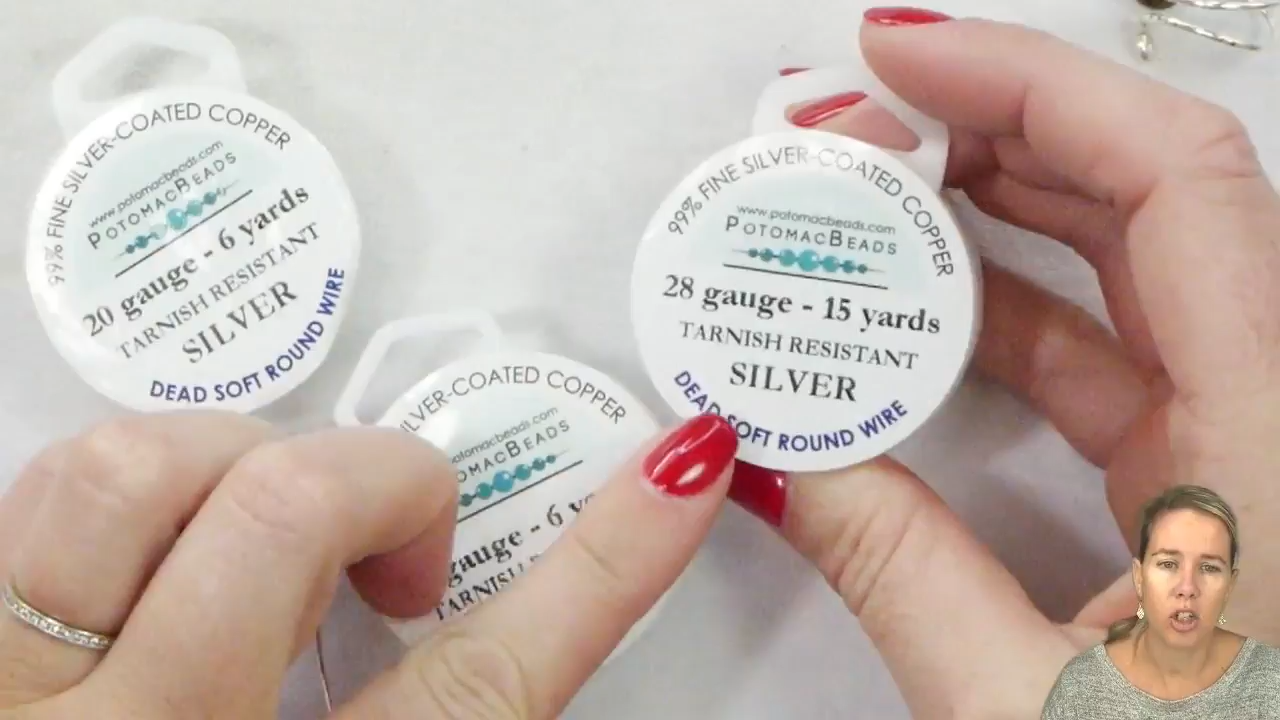 99% FINE SILVER-COATED COPPER
www.potomacbeads.com
POTOMACBEADS
20 gauge - 6 yards
TARNISH RESISTANT
SILVER
DEAD SOFT ROUND WIRE
SILVER-COATED COPPER
potomacbeads.com
POTOMACBEADS
gauge - 6
99% FINE SILVER-COATED COPPER
www.potomacbeads.com
POTOMACBEADS
28 gauge - 15 yards
TARNISH RESISTANT
SILVER
DEAD SOFT ROUND WIRE